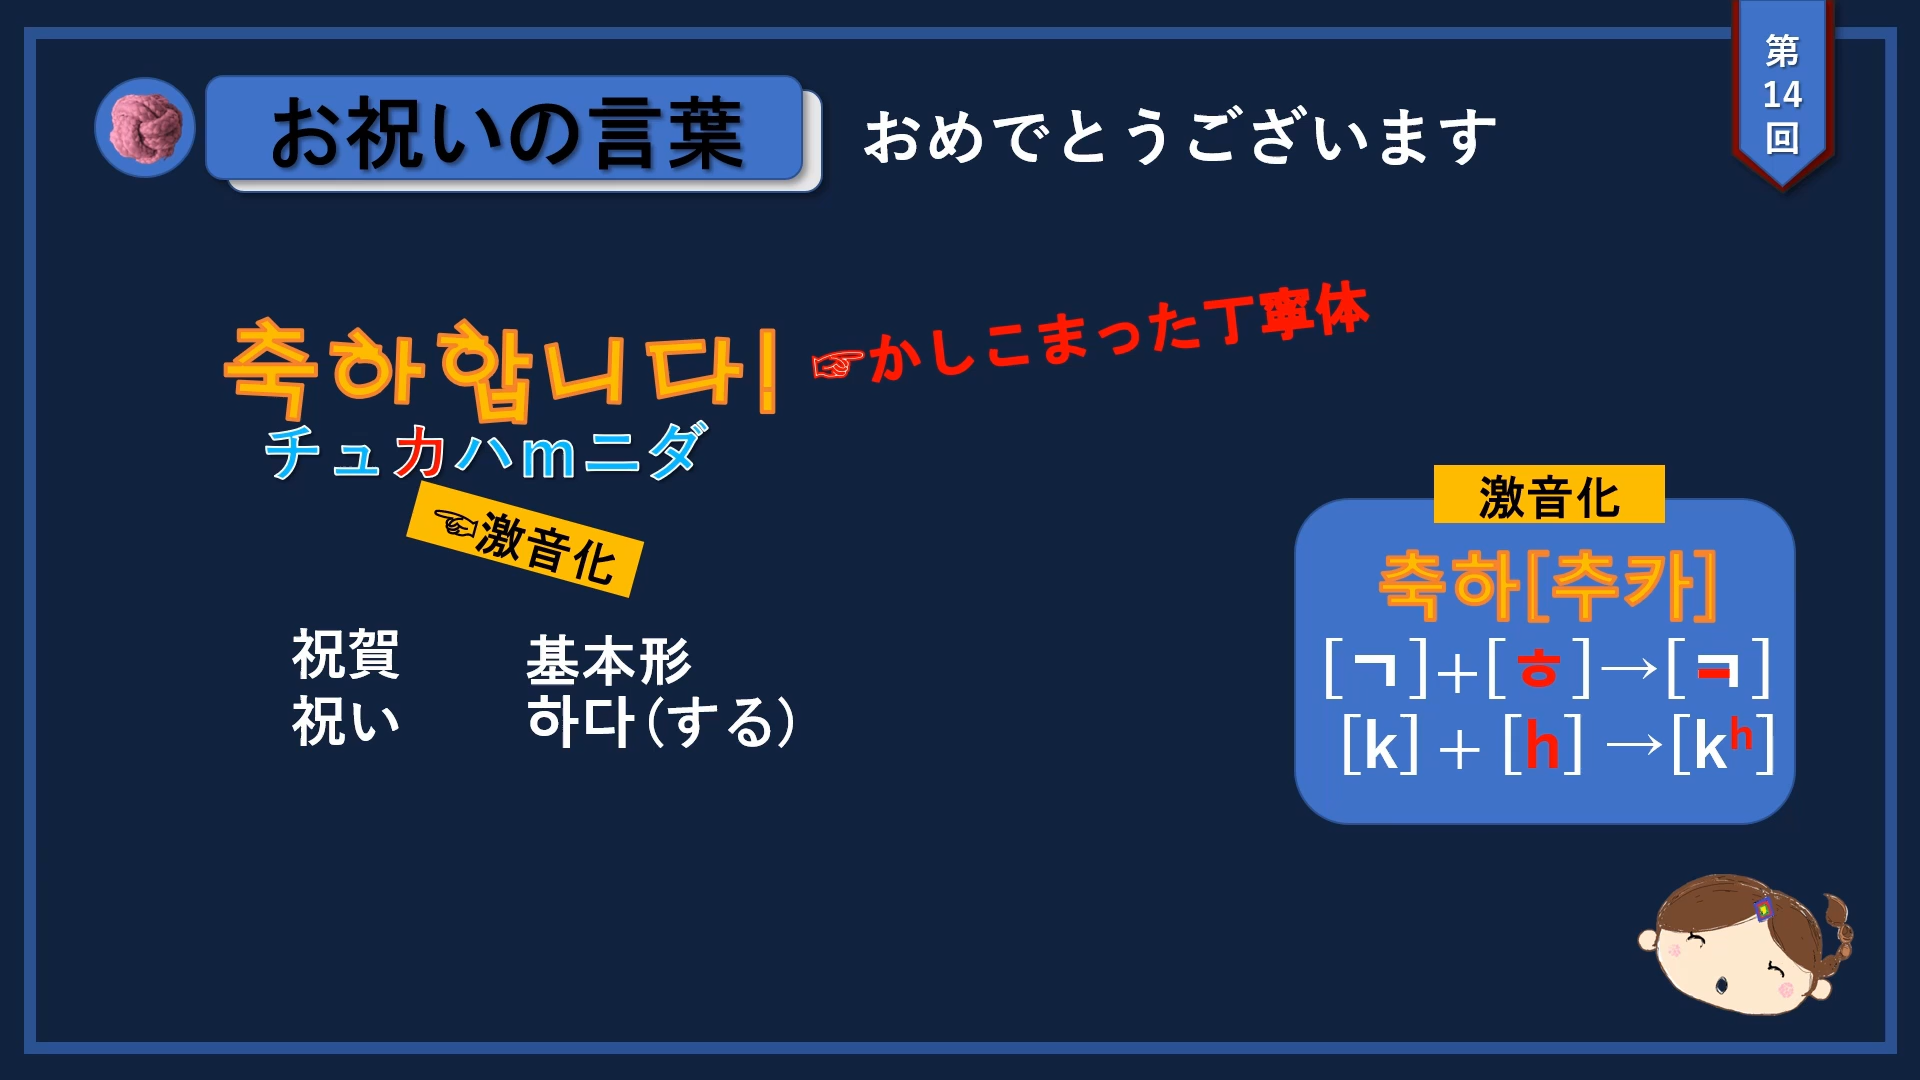 第
14
回
お祝いの言葉
おめでとうございます
축하합니다!
☞かしこまった丁寧体
チュカハmニダ
☜激音化
祝賀
祝い
基本形
하다(する)
激音化
축하[추카]
[ㄱ]+[ㅎ]→[ㅋ]
[k] + [h] →[kʰ]